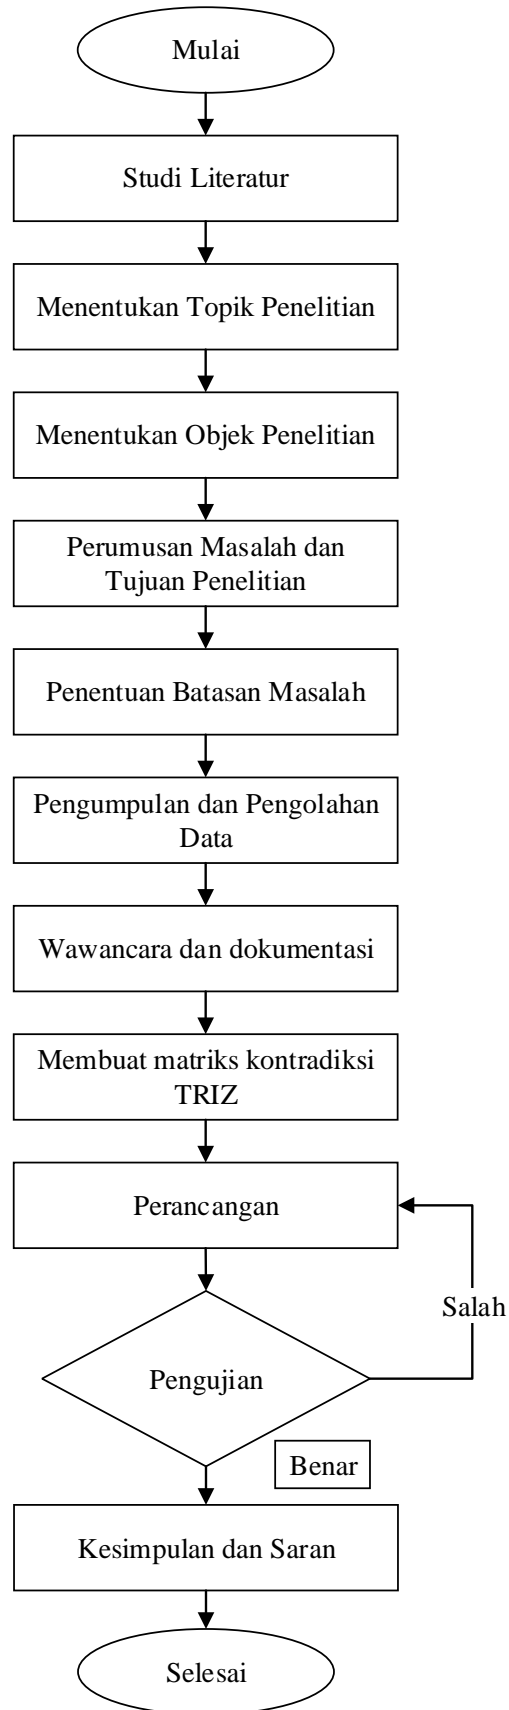 Mulai
Studi Literatur
Menentukan Topik Penelitian
Menentukan Objek Penelitian
Perumusan Masalah dan
Tujuan Penelitian
Penentuan Batasan Masalah
Pengumpulan dan Pengolahan
Data
Wawancara dan dokumentasi
Membuat matriks kontradiksi
TRIZ
Perancangan
Salah
Pengujian
Benar
Kesimpulan dan Saran
Selesai